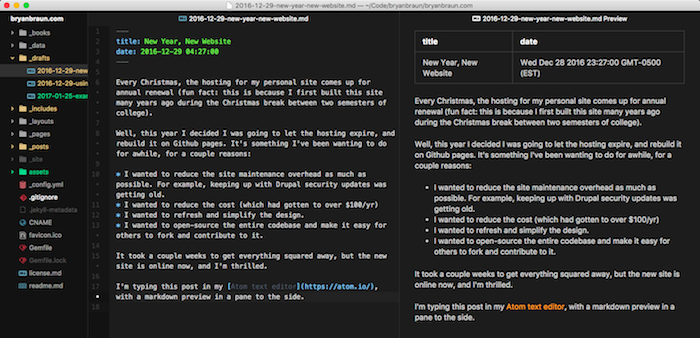 2016-12-29-new-year-new-website.md — ~/Code/bryanbraun/bryanbraun.com
bryanbraun.com
_books
_data
_drafts
2016-12-29-new
2016-12-29-usin
2017-01-25-exar
_includes
_layouts
_pages
_posts
_site
assets
_config.yml
.gitignore
.jekyll-metadata
CNAME
favicon.ico
Gemfile
Gemfile.lock
license.md
readme.md
2016-12-29-new-year-new-website.md
1 ---
2 title: New Year, New Website
3 date: 2016-12-29 04:27:00
4 ---
5
6 Every Christmas, the hosting for my personal site comes up for
annual renewal (fun fact: this is because I first built this site
many years ago during the Christmas break between two semesters of
college).
7
8 Well, this year I decided I was going to let the hosting expire, and
rebuild it on Github pages. It's something I've been wanting to do
for awhile, for a couple reasons:
9
10 * I wanted to reduce the site maintenance overhead as much as
possible. For example, keeping up with Drupal security updates was
getting old.
11 * I wanted to reduce the cost (which had gotten to over $100/yr)
12 * I wanted to refresh and simplify the design.
13 * I wanted to open-source the entire codebase and make it easy for
others to fork and contribute to it.
14
15 It took a couple weeks to get everything squared away, but the new
site is online now, and I'm thrilled.
16
17 I'm typing this post in my [Atom text editor](https://atom.io/),
with a markdown preview in a pane to the side.
18
2016-12-29-new-year-new-website.md Preview
title date
New Year, New Wed Dec 28 2016 23:27:00 GMT-0500
Website (EST)
Every Christmas, the hosting for my personal site comes up for annual
renewal (fun fact: this is because I first built this site many years ago
during the Christmas break between two semesters of college).
Well, this year I decided I was going to let the hosting expire, and rebuild it
on Github pages. It's something I've been wanting to do for awhile, for a
couple reasons:
• I wanted to reduce the site maintenance overhead as much as
possible. For example, keeping up with Drupal security updates was
getting old.
• I wanted to reduce the cost (which had gotten to over $100/yr)
• I wanted to refresh and simplify the design.
• I wanted to open-source the entire codebase and make it easy for
others to fork and contribute to it.
It took a couple weeks to get everything squared away, but the new site is
online now, and I'm thrilled.
I'm typing this post in my Atom text editor, with a markdown preview in a
pane to the side.